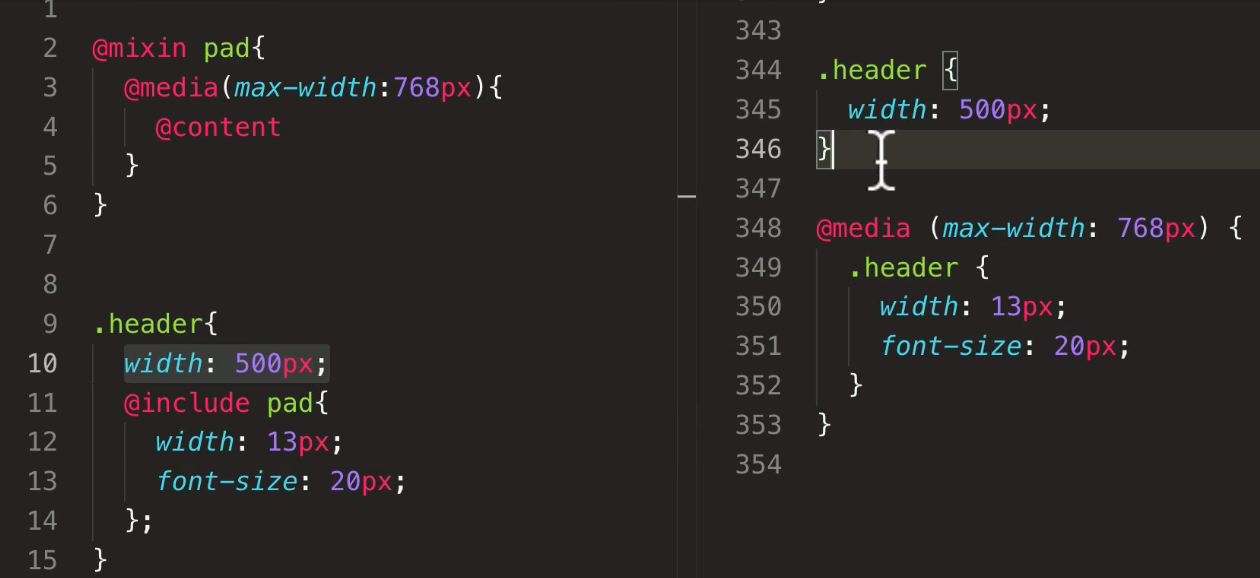 1
2 @mixin pad{
3 @media(max-width:768px){
4 @content
5 }
6 }
7
8
9 .header{
10 width: 500px;
11 @include pad{
12 width: 13px;
13 font-size: 20px;
14 };
15 }
343
344 .header {
345 width: 500px;
346 }
347
348 @media (max-width: 768px) {
349 .header {
350 width: 13px;
351 font-size: 20px;
352 }
353 }
354